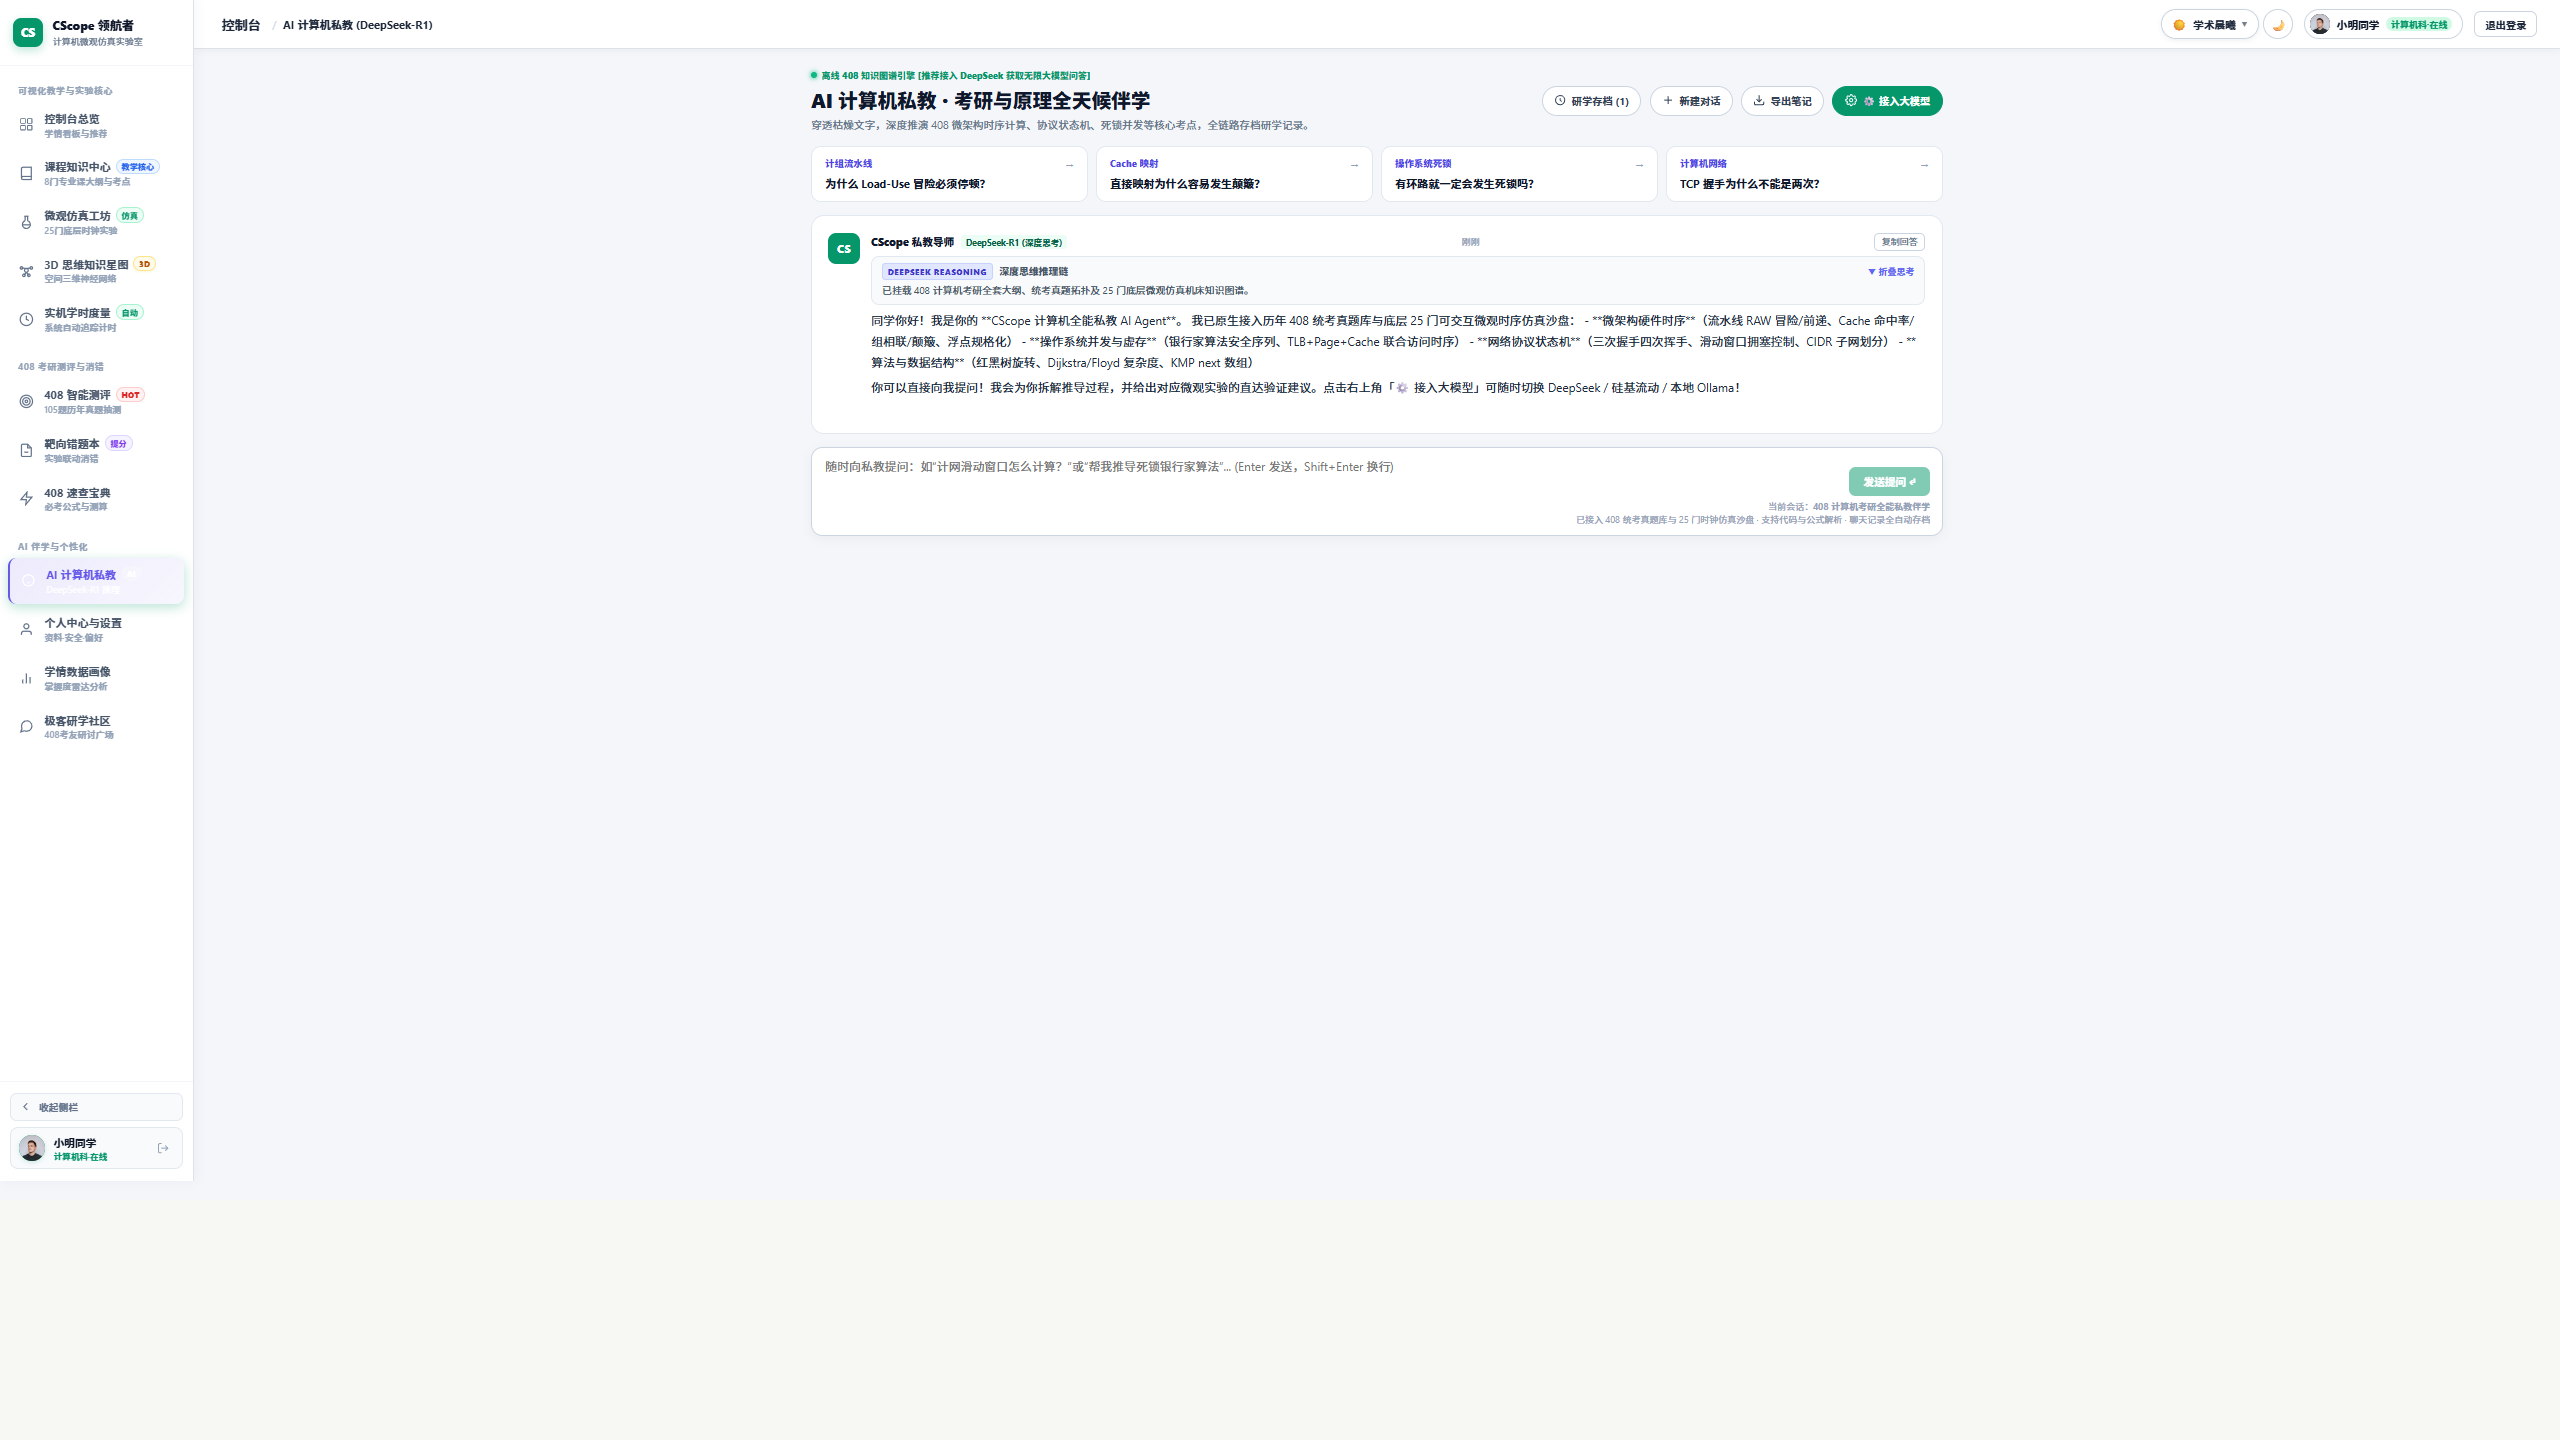 CS
CScope 领航者
计算机微观仿真实验室
控制台 / AI 计算机私教 (DeepSeek-R1)
学术晨曦 ▼
小明同学 计算机科·在线
退出登录
可视化教学与实验核心
控制台总览
学情看板与推荐
课程知识中心 教学核心
8门专业课大纲与考点
微观仿真工坊 仿真
25门底层时钟实验
3D 思维知识星图 3D
空间三维神经网络
实机学时度量 自动
系统自动追踪计时
408 考研测评与消错
408 智能测评 HOT
105题历年真题抽测
靶向错题本 提分
实验联动消错
408 速查宝典
必考公式与测算
AI 伴学与个性化
AI 计算机私教
个人中心与设置
资料·安全·偏好
学情数据画像
掌握度雷达分析
极客研学社区
408考友研讨广场
收起侧栏
小明同学
计算机科·在线
离线 408 知识图谱引擎 [推荐接入 DeepSeek 获取无限大模型问答]
AI 计算机私教 · 考研与原理全天候伴学
穿透枯燥文字，深度推演 408 微架构时序计算、协议状态机、死锁并发等核心考点，全链路存档研学记录。
研学存档 (1)
新建对话
导出笔记
⚙️ 接入大模型
计组流水线 →
为什么 Load-Use 冒险必须停顿？
Cache 映射 →
直接映射为什么容易发生颠簸？
操作系统死锁 →
有环路就一定会发生死锁吗？
计算机网络 →
TCP 握手为什么不能是两次？
CS
CScope 私教导师 DeepSeek-R1 (深度思考) 刚刚 复制回答
DEEPSEEK REASONING 深度思维推理链 ▼ 折叠思考
已挂载 408 计算机考研全套大纲、统考真题拓扑及 25 门底层微观仿真机床知识图谱。
同学你好！我是你的 **CScope 计算机全能私教 AI Agent**。 我已原生接入历年 408 统考真题库与底层 25 门可交互微观时序仿真沙盘： - **微架构硬件时序**（流水线 RAW 冒险/前递、Cache 命中率/
组相联/颠簸、浮点规格化） - **操作系统并发与虚存**（银行家算法安全序列、TLB+Page+Cache 联合访问时序） - **网络协议状态机**（三次握手四次挥手、滑动窗口拥塞控制、CIDR 子网划分） - **
算法与数据结构**（红黑树旋转、Dijkstra/Floyd 复杂度、KMP next 数组）
你可以直接向我提问！我会为你拆解推导过程，并给出对应微观实验的直达验证建议。点击右上角「⚙️ 接入大模型」可随时切换 DeepSeek / 硅基流动 / 本地 Ollama！
随时向私教提问：如“计网滑动窗口怎么计算？”或“帮我推导死锁银行家算法”... (Enter 发送，Shift+Enter 换行)
发送提问 ↵
当前会话：408 计算机考研全能私教伴学
已接入 408 统考真题库与 25 门时钟仿真沙盘 · 支持代码与公式解析 · 聊天记录全自动存档